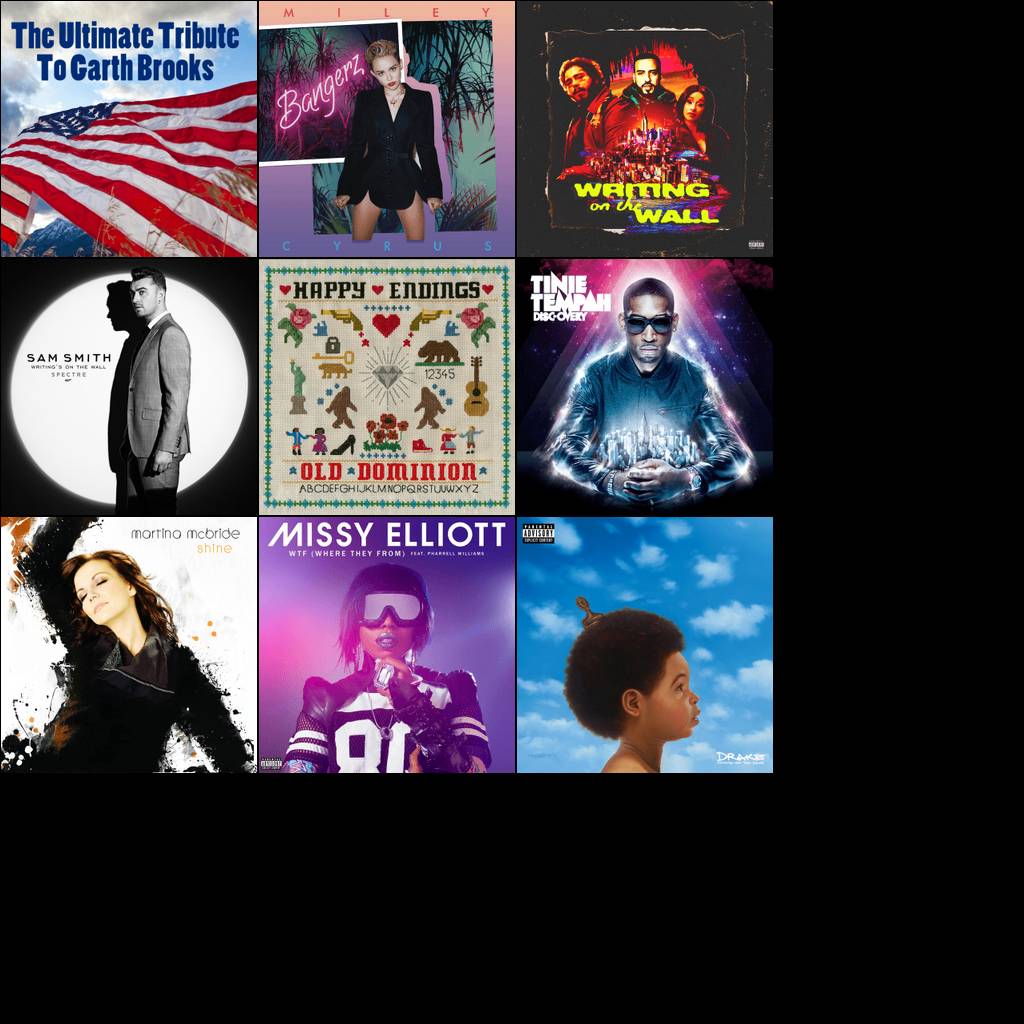 The Ultimate Tribute
To Garth Brooks
MILEY
Bangerz
CYRUS
WRITING
on the
WALL
SAM SMITH
WRITING'S ON THE WALL
SPECTRE
HAPPY ENDINGS
12345
OLD DOMINION
ABCDEFGHIJKLMNOPQRSTUVWXYZ
TINIE
TEMPAH
DISC-OVERY
martina mcbride
shine
MISSY ELLIOTT
WTF (WHERE THEY FROM) FEAT. PHARRELL WILLIAMS
PARENTAL
ADVISORY
EXPLICIT CONTENT
DRAKE